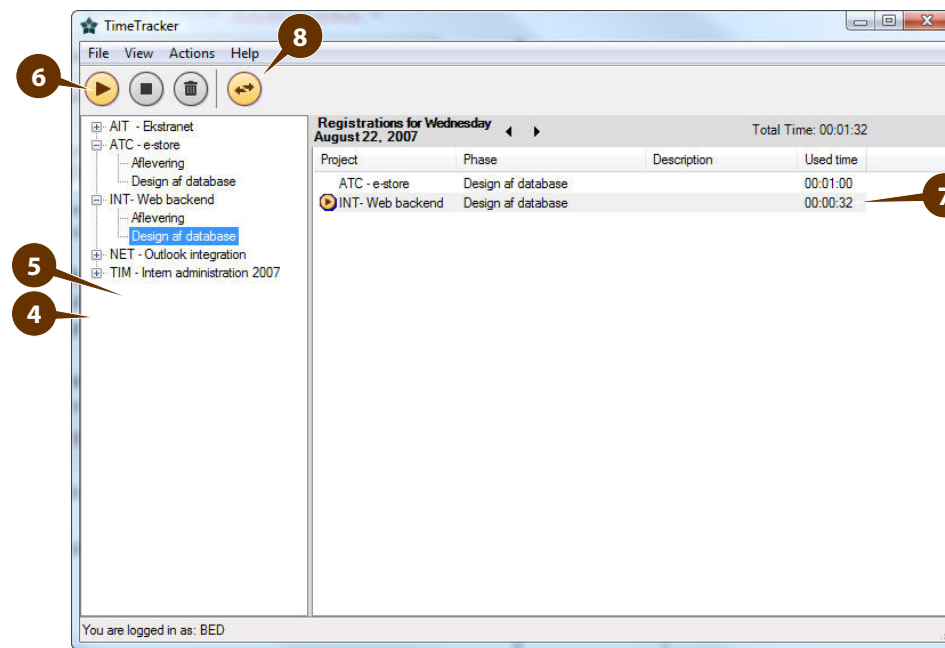 TimeTracker
File View Actions Help
8
6
AIT - Ekstranet
ATC - e-store
Aflevering
Design af database
INT- Web backend
Aflevering
Design af database
NET - Outlook integration
TIM - Intern administration 2007
5
4
Registrations for Wednesday
August 22, 2007
Total Time: 00:01:32
Project Phase Description Used time
ATC - e-store Design af database 00:01:00
INT- Web backend Design af database 00:00:32
7
You are logged in as: BED